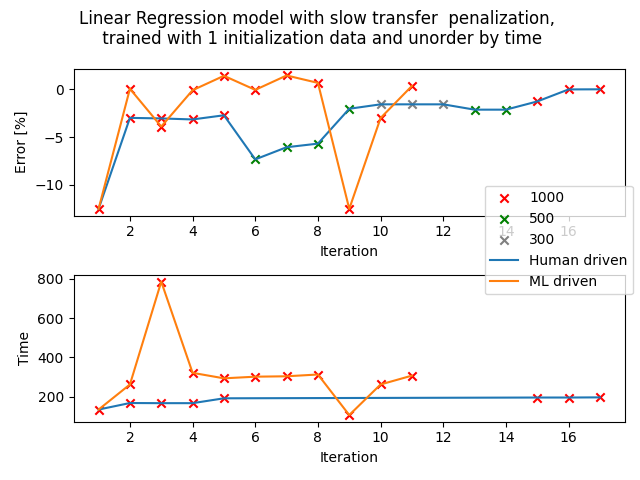 Linear Regression model with slow transfer  penalization,
trained with 1 initialization data and unorder by time
Error [%]
0
−5
−10
2 4 6 8 10 12 14 16
Iteration
1000
500
300
Human driven
ML driven
Time
800
600
400
200
2 4 6 8 10 12 14 16
Iteration